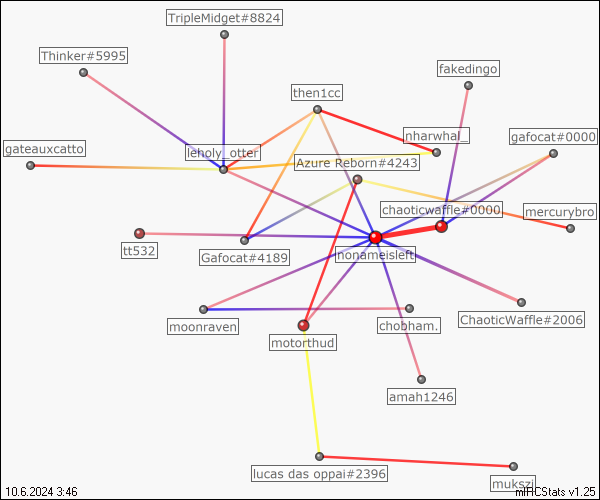 TripleMidget#8824
Thinker#5995
fakedingo
then1cc
nharwhal_
gafocat#0000
gateauxcatto
leholy_otter
Azure Reborn#4243
chaoticwaffle#0000
mercurybro
tt532
Gafocat#4189
nonameisleft
moonraven
chobham.
ChaoticWaffle#2006
motorthud
amah1246
lucas das oppai#2396
mukszi
10.6.2024 3:46
mIRCStats v1.25